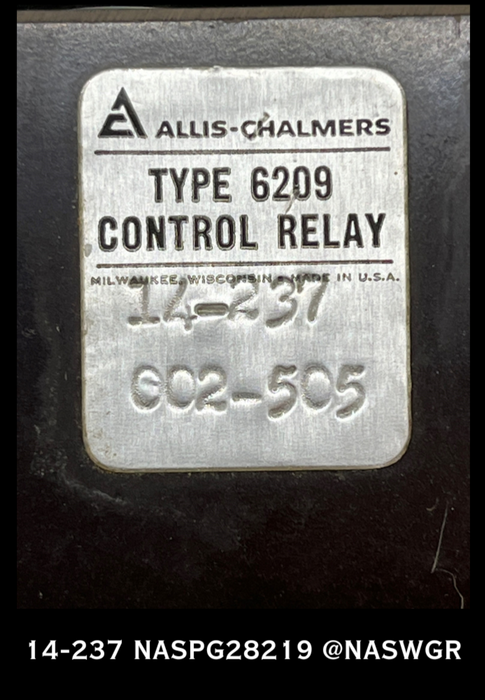 ALLIS-CHALMERS
TYPE 6209
CONTROL RELAY
MILWAUKEE, WISCONSIN • MADE IN U.S.A.
14-237
602-505
14-237 NASPG28219 @NASWGR